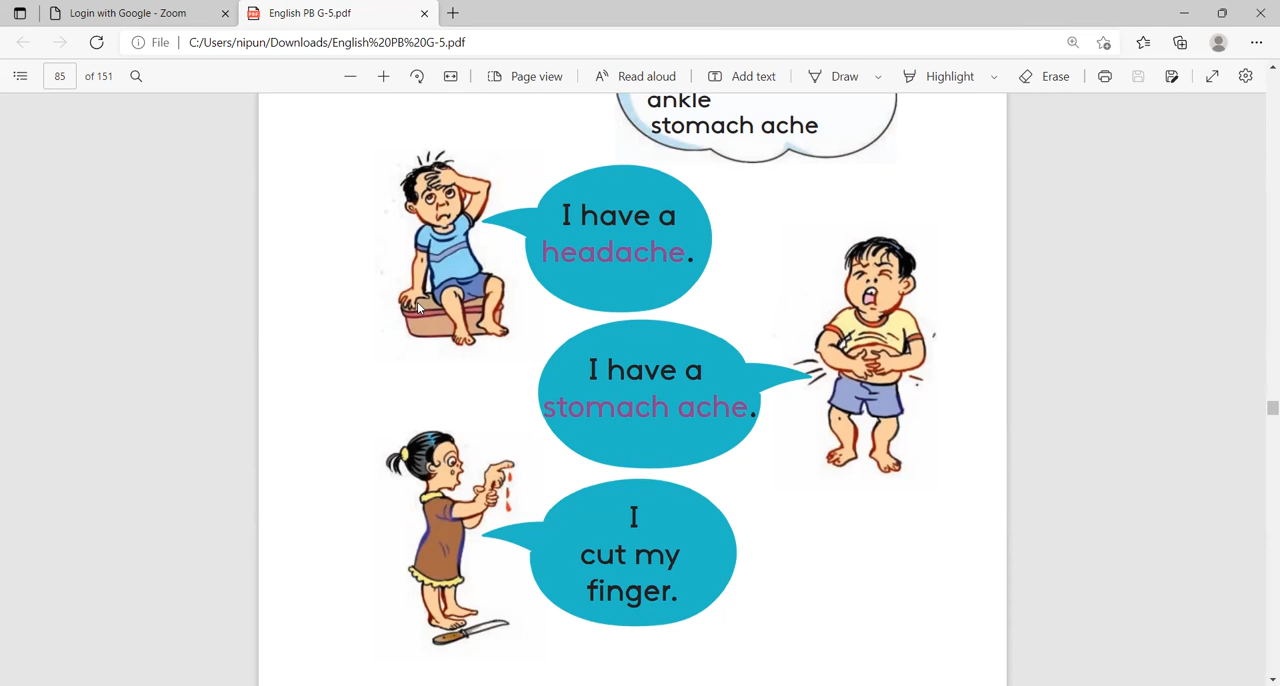 Login with Google - Zoom
English PB G-5.pdf
File
C:/Users/nipun/Downloads/English%20PB%20G-5.pdf
85 of 151
Page view
Read aloud
Add text
Draw
Highlight
Erase
ankle
stomach ache
I have a
headache.
I have a
stomach ache.
I
cut my
finger.